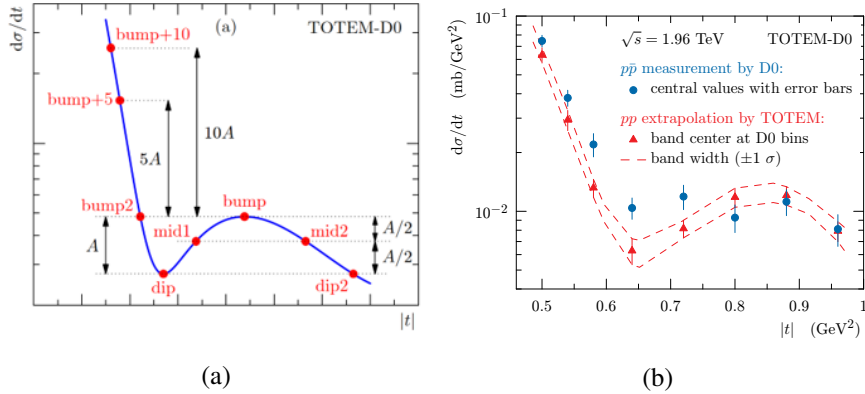 dσ/dt
(a)
TOTEM-D0
bump+10
bump+5
10A
5A
bump2
bump
A
mid1
mid2
A/2
A/2
dip
dip2
|t|
(a)
10⁻¹
√s = 1.96 TeV TOTEM-D0
pp̄ measurement by D0:
central values with error bars
pp extrapolation by TOTEM:
band center at D0 bins
band width (±1 σ)
dσ/dt (mb/GeV²)
10⁻²
0.5 0.6 0.7 0.8 0.9 1
|t| (GeV²)
(b)